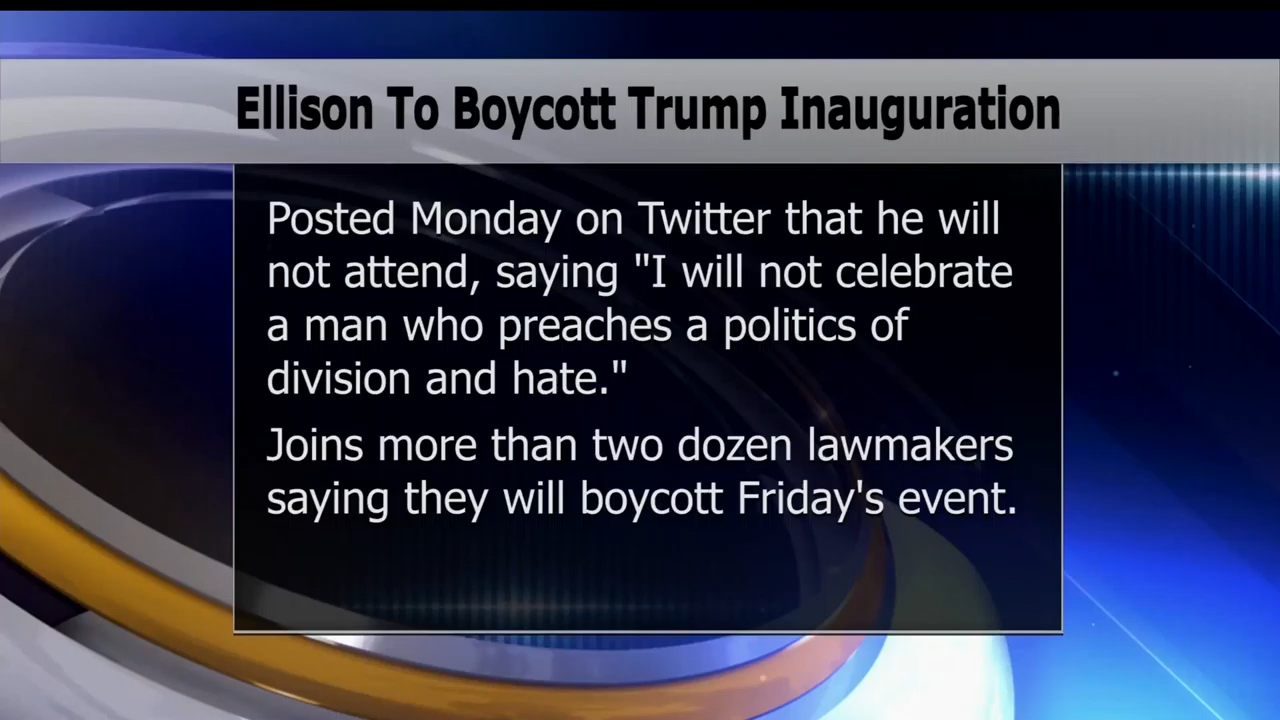 Ellison To Boycott Trump Inauguration
Posted Monday on Twitter that he will
not attend, saying "I will not celebrate
a man who preaches a politics of
division and hate."
Joins more than two dozen lawmakers
saying they will boycott Friday's event.